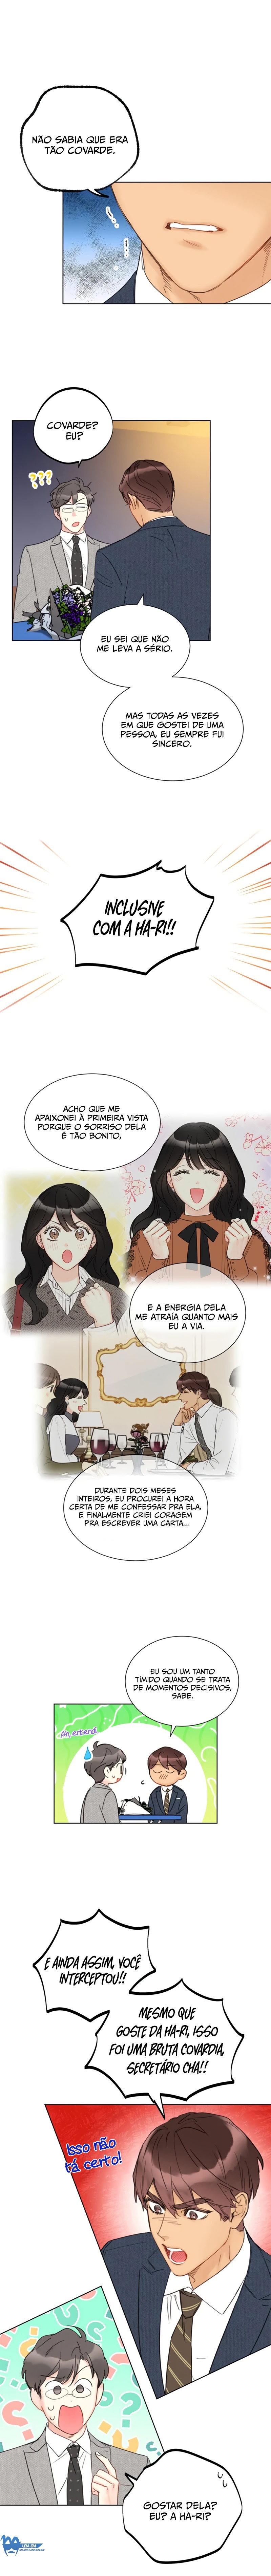 NÃO SABIA QUE ERA
TÃO COVARDE.
COVARDE?
EU?
???
EU SEI QUE NÃO
ME LEVA A SÉRIO.
MAS TODAS AS VEZES
EM QUE GOSTEI DE UMA
PESSOA, EU SEMPRE FUI
SINCERO.
INCLUSNE
COM A HA-RI!!
ACHO QUE ME
APAIXONEI À PRIMEIRA VISTA
PORQUE O SORRISO DELA
É TÃO BONITO,
E A ENERGIA DELA
ME ATRAÍA QUANTO MAIS
EU A VIA.
DURANTE DOIS MESES
INTEIROS, EU PROCUREI A HORA
CERTA DE ME CONFESSAR PRA ELA,
E FINALMENTE CRIEI CORAGEM
PRA ESCREVER UMA CARTA...
EU SOU UM TANTO
TÍMIDO QUANDO SE TRATA
DE MOMENTOS DECISIVOS,
SABE.
Ah, entendi
E AINDA ASSIM, VOCÊ
INTERCEPTOU!!
MESMO QUE
GOSTE DA HA-RI, ISSO
FOI UMA BRUTA COVARDIA,
SECRETÁRIO CHA!!
Isso não
tá certo!
GOSTAR DELA?
EU? A HA-RI?